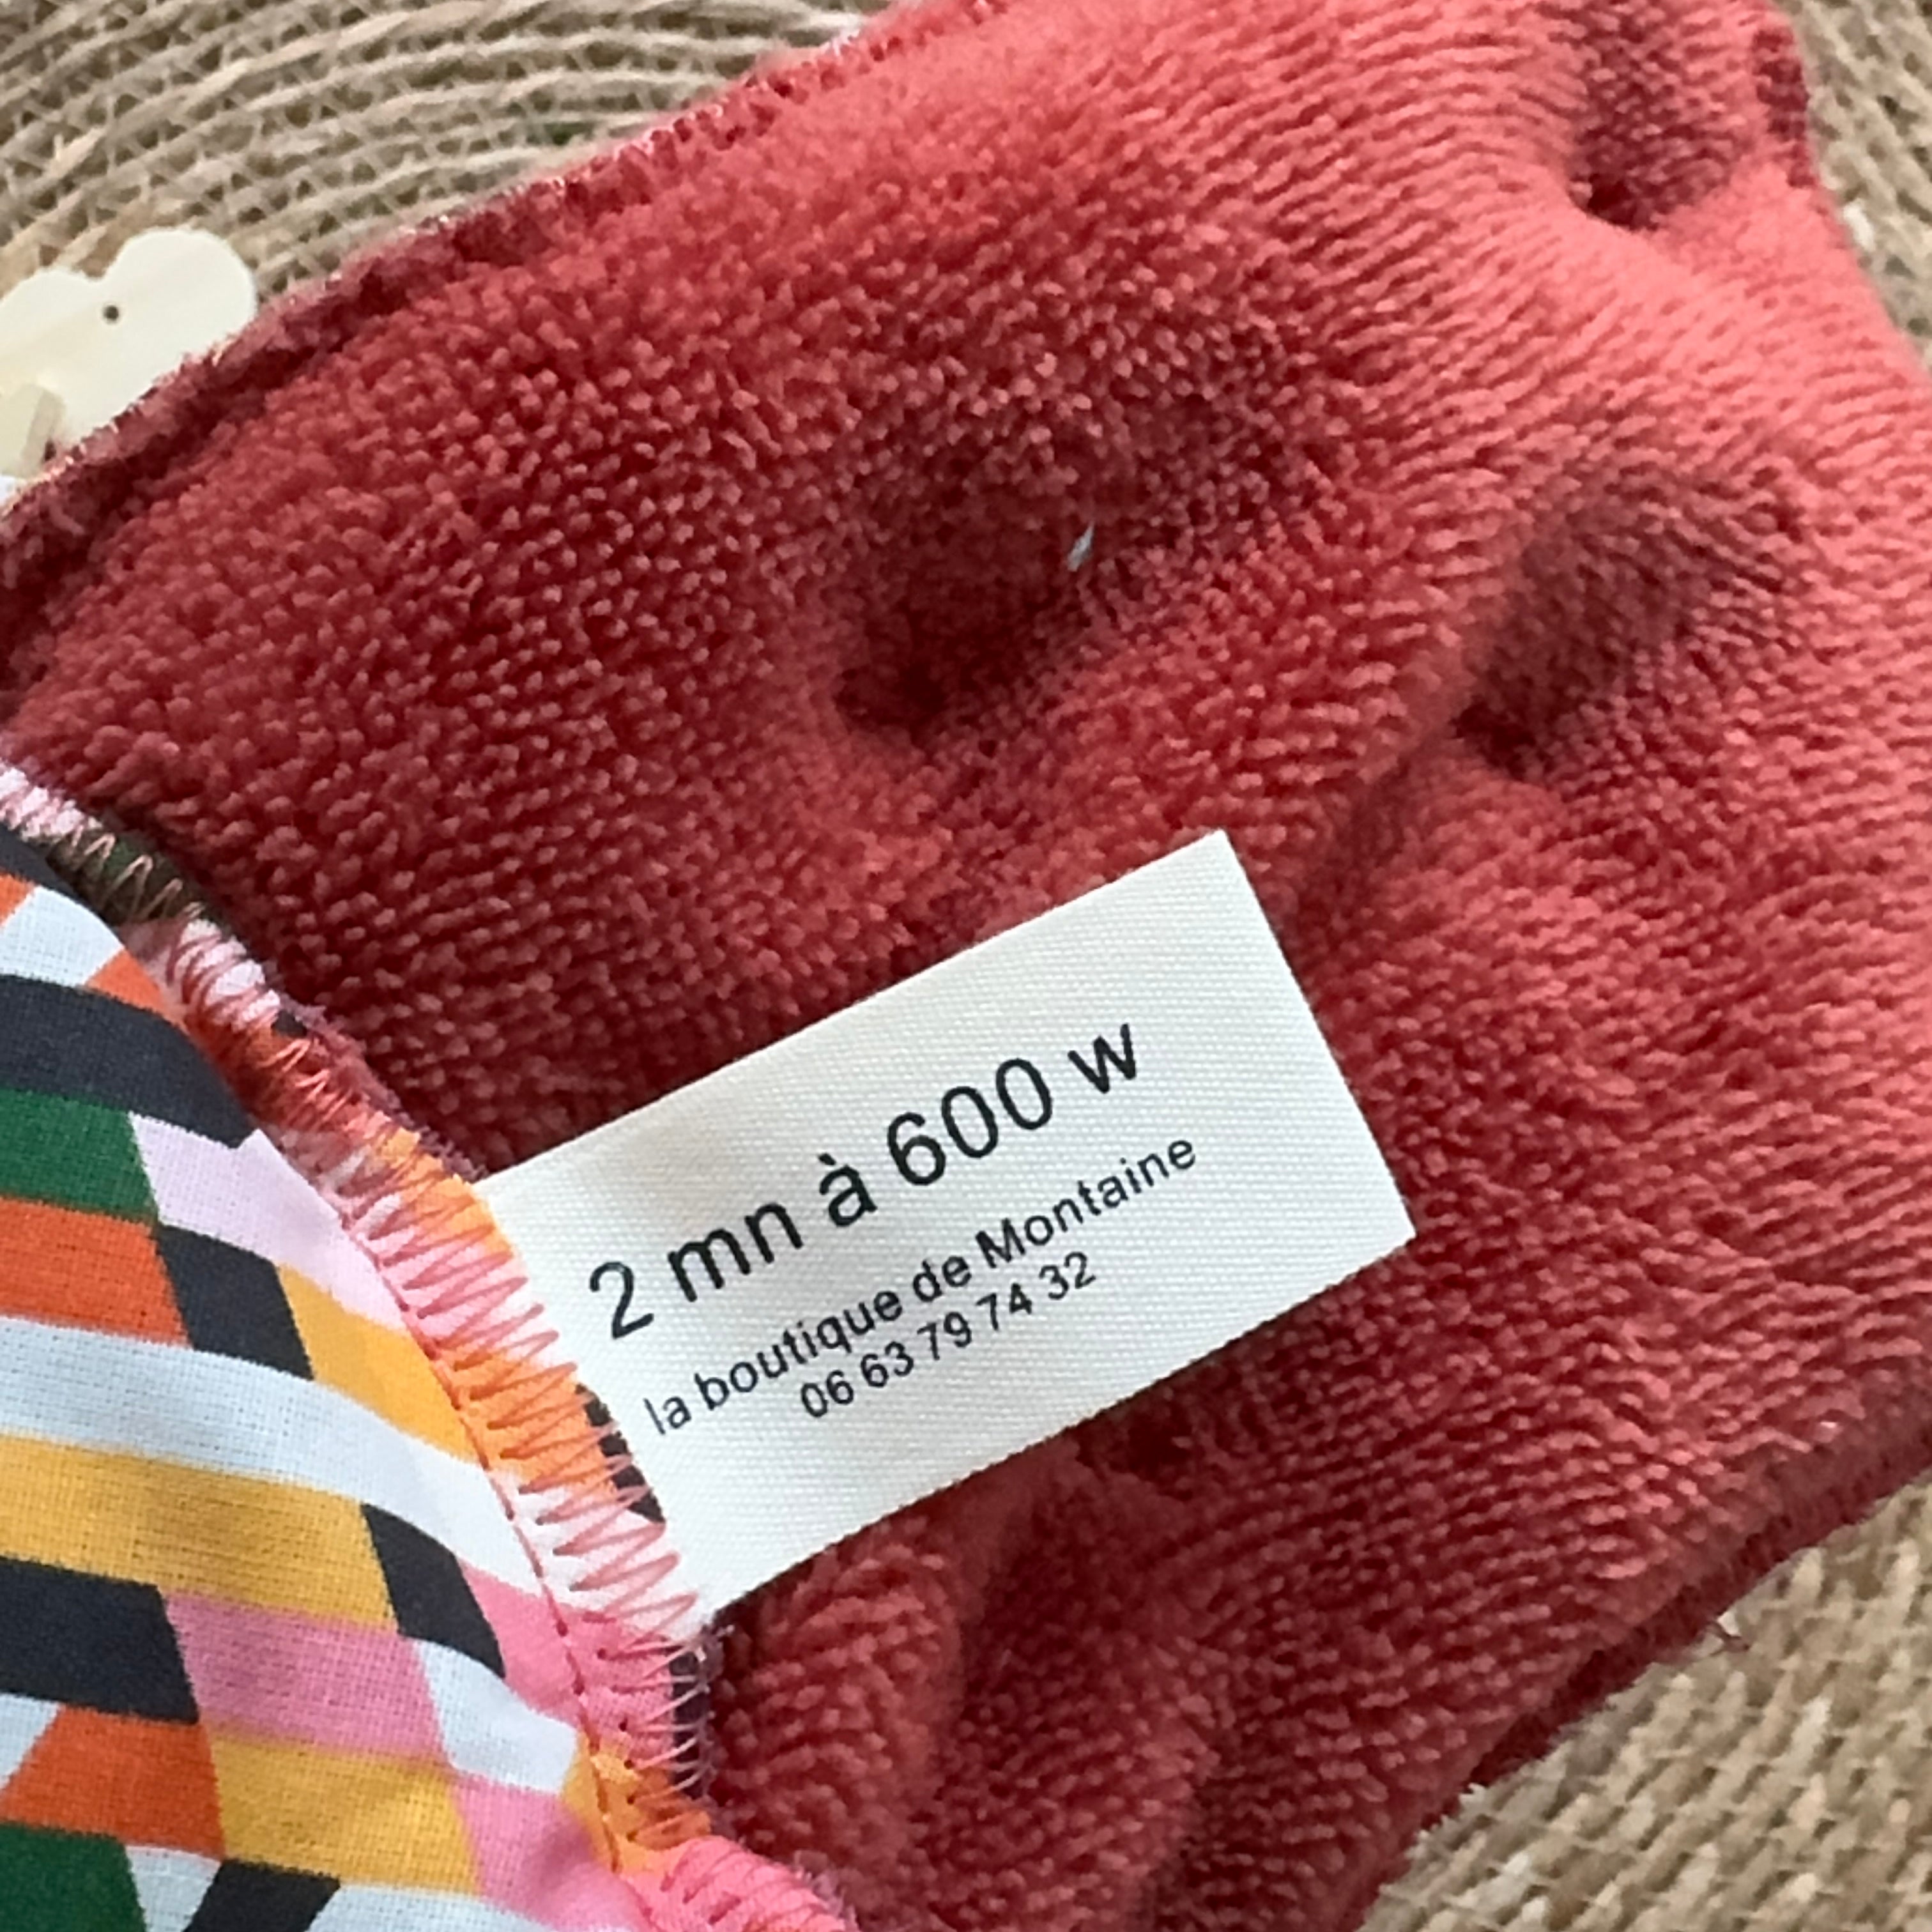 2 mn à 600 w
la boutique de Montaine
06 63 79 74 32